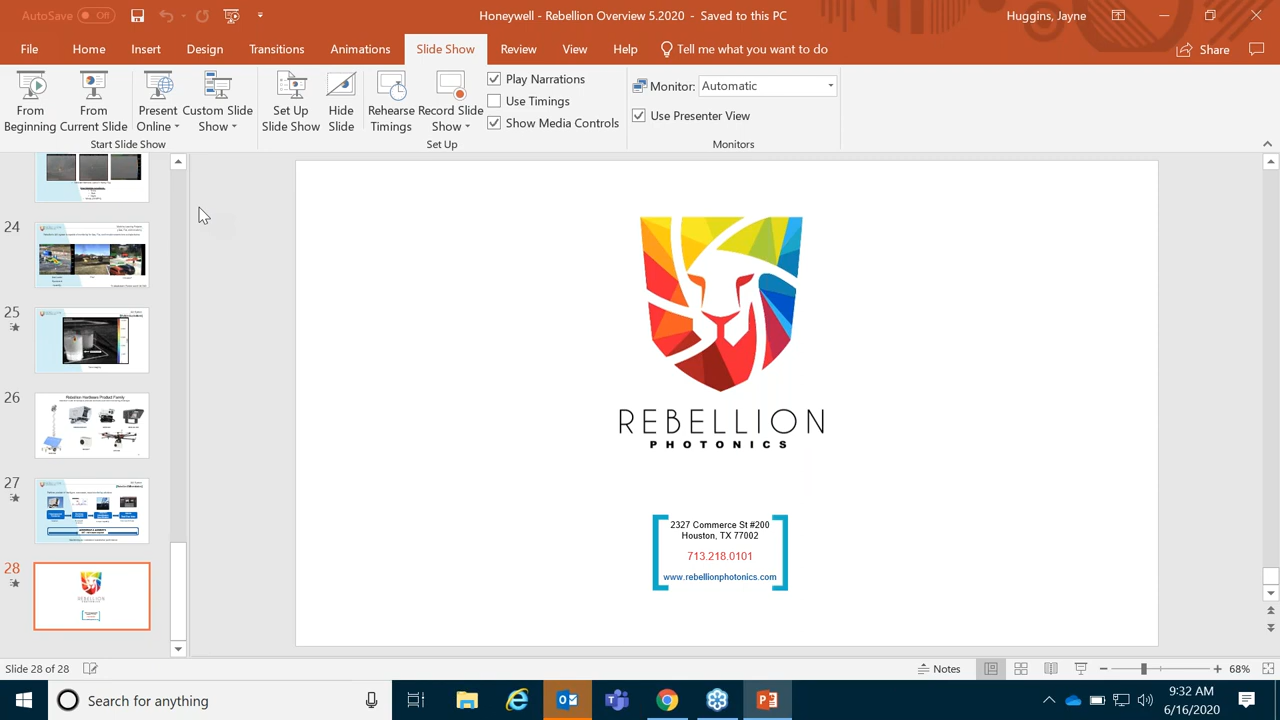 AutoSave Off
Honeywell - Rebellion Overview 5.2020 - Saved to this PC
Huggins, Jayne
File Home Insert Design Transitions Animations Slide Show Review View Help Tell me what you want to do
Share
From Beginning
From Current Slide
Present Online
Custom Slide Show
Set Up Slide Show
Hide Slide
Rehearse Timings
Record Slide Show
Play Narrations
Use Timings
Show Media Controls
Monitor: Automatic
Use Presenter View
Start Slide Show
Set Up
Monitors
24
25
26
Rebellion Hardware Product Family
27
28
REBELLION
PHOTONICS
2327 Commerce St #200
Houston, TX 77002
713.218.0101
www.rebellionphotonics.com
Slide 28 of 28
Notes
68%
Search for anything
9:32 AM
6/16/2020